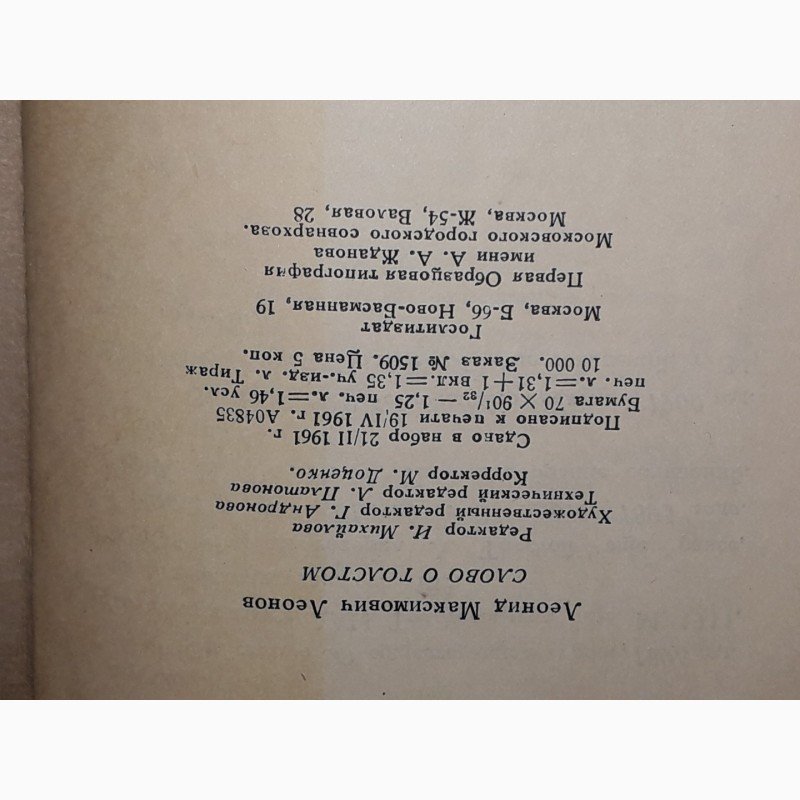 Леонид Максимович Леонов
СЛОВО О ТОЛСТОМ
Редактор И. Михайлова
Художественный редактор Г. Андронова
Технический редактор Л. Платонова
Корректор М. Доценко.
Сдано в набор 21/II 1961 г.
Подписано к печати 19/IV 1961 г. А04835
Бумага 70 × 90¹/₃₂ — 1,25 печ. л.=1,46 усл.
печ. л.=1,31+1 вкл.=1,35 уч.-изд. л. Тираж
10 000. Заказ № 1509. Цена 5 коп.
Гослитиздат
Москва, Б-66, Ново-Басманная, 19
Первая Образцовая типография
имени А. А. Жданова
Московского городского совнархоза.
Москва, Ж-54, Валовая, 28